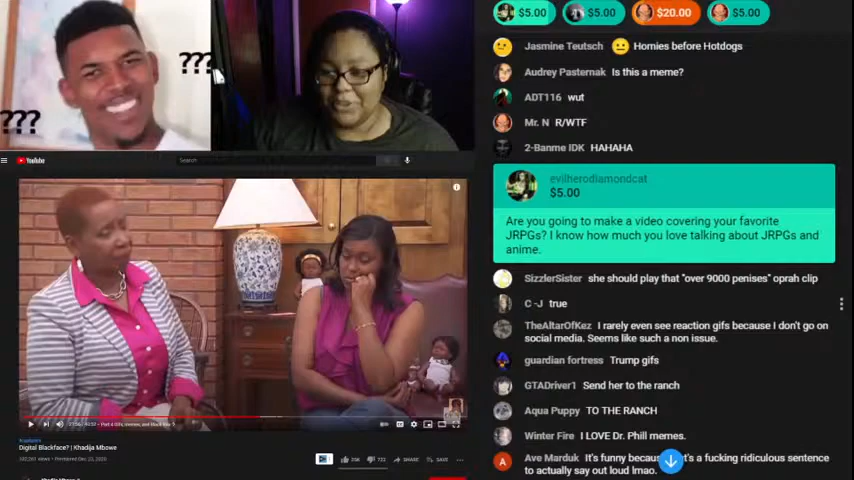 ???
???
YouTube
Search
Digital Blackface? | Khadija Mbowe
SHARE
SAVE
$5.00
$5.00
$20.00
$5.00
Jasmine Teutsch 😐 Homies before Hotdogs
Audrey Pasternak Is this a meme?
ADT116 wut
Mr. N R/WTF
2-Banme IDK HAHAHA
evilherodiamondcat
$5.00
Are you going to make a video covering your favorite
JRPGs? I know how much you love talking about JRPGs and
anime.
SizzlerSister she should play that "over 9000 penises" oprah clip
C -J true
TheAltarOfKez I rarely even see reaction gifs because I don't go on
social media. Seems like such a non issue.
guardian fortress Trump gifs
GTADriver1 Send her to the ranch
Aqua Puppy TO THE RANCH
Winter Fire I LOVE Dr. Phill memes.
A Ave Marduk It's funny becau 's a fucking ridiculous sentence
to actually say out loud lmao.